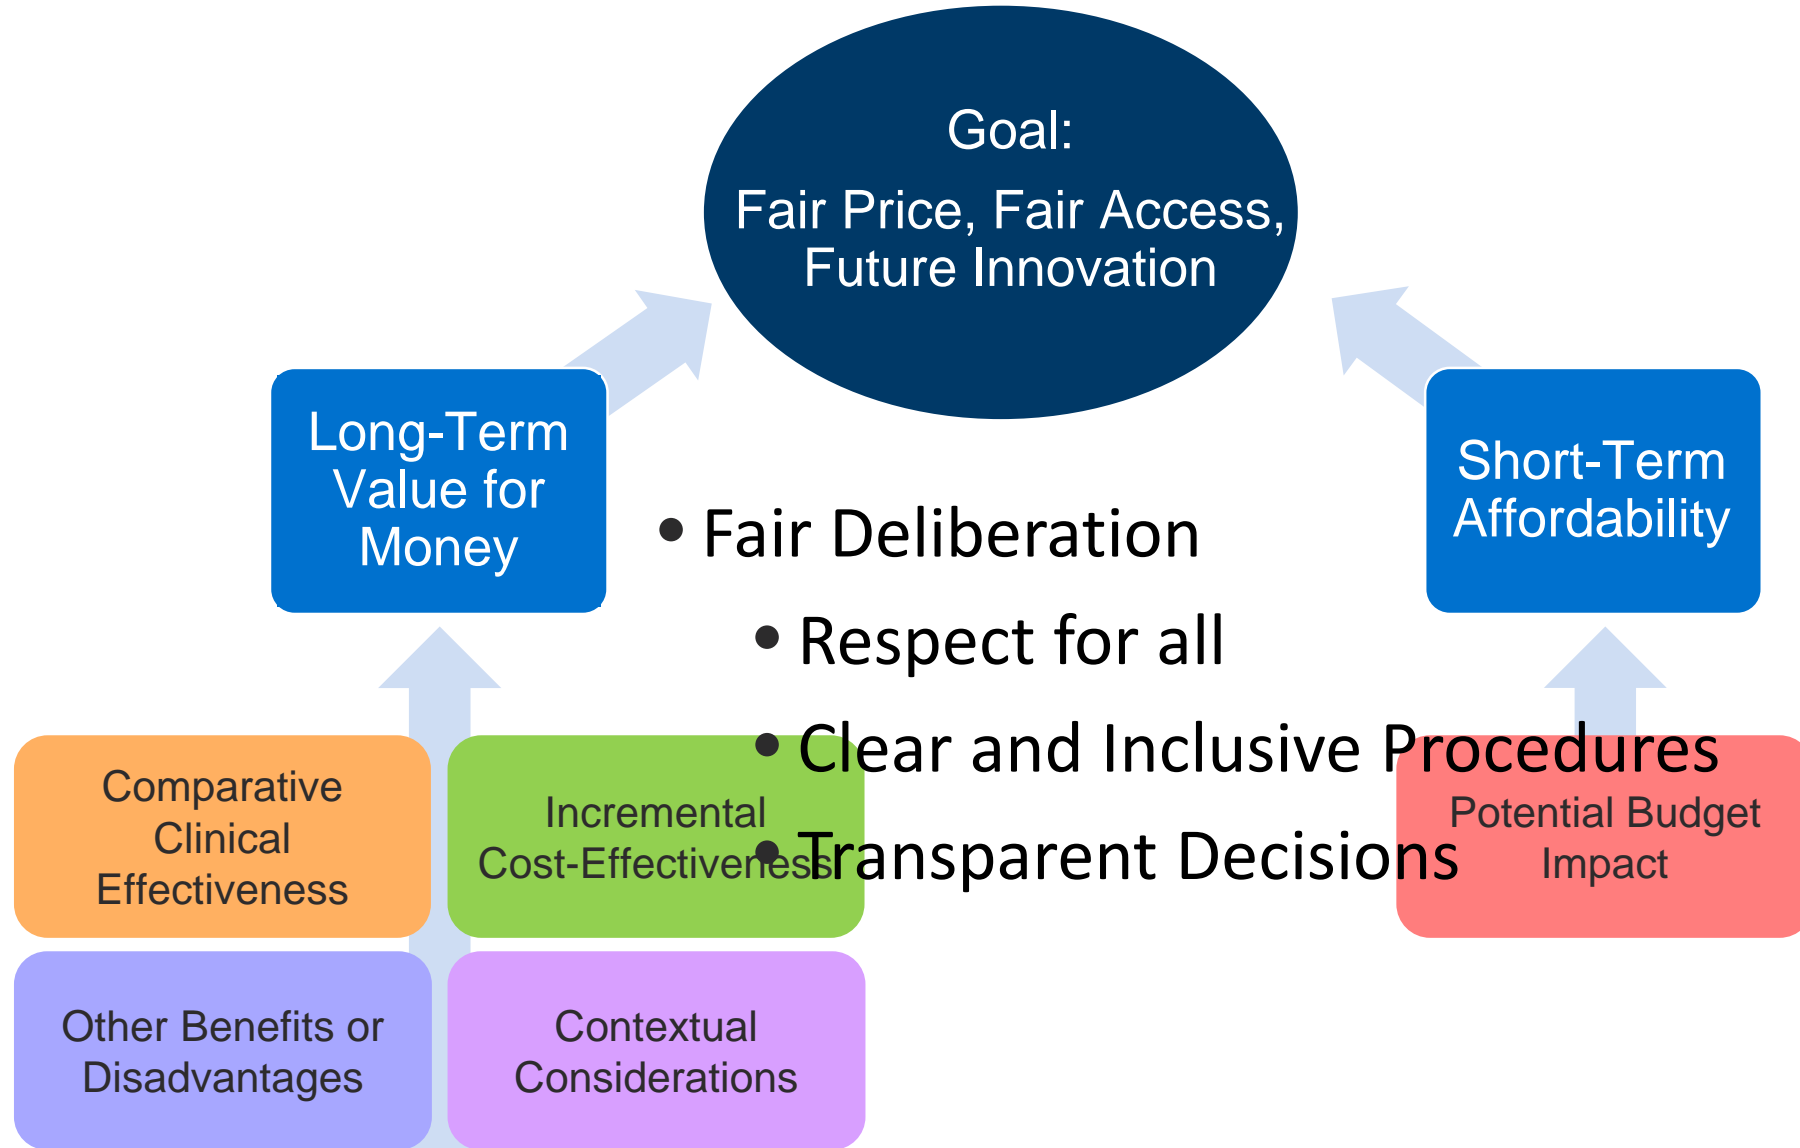 Goal:
Fair Price, Fair Access,
Future Innovation
Long-Term
Value for
Money
Short-Term
Affordability
• Fair Deliberation
• Respect for all
• Clear and Inclusive Procedures
• Transparent Decisions
Comparative
Clinical
Effectiveness
Incremental
Cost-Effectiveness
Potential Budget
Impact
Other Benefits or
Disadvantages
Contextual
Considerations